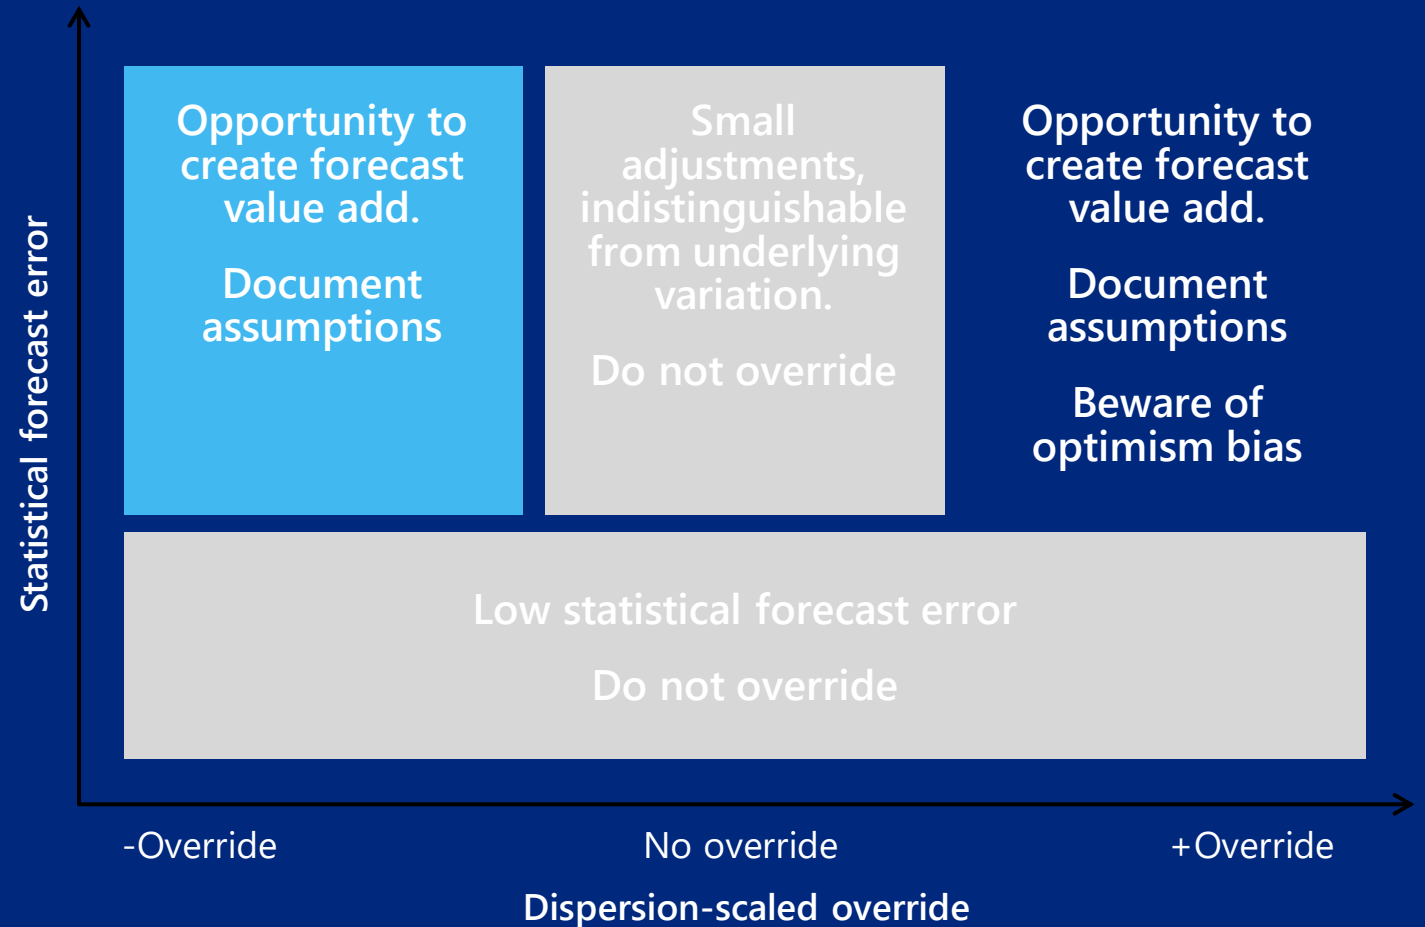 Statistical forecast error
Opportunity to
create forecast
value add.
Document
assumptions
Small
adjustments,
indistinguishable
from underlying
variation.
Do not override
Opportunity to
create forecast
value add.
Document
assumptions
Beware of
optimism bias
Low statistical forecast error
Do not override
-Override
No override
+Override
Dispersion-scaled override